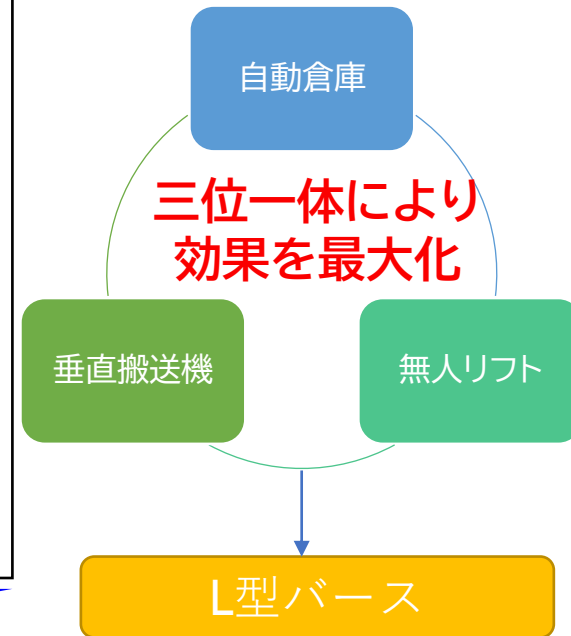 自動倉庫
三位一体により
効果を最大化
垂直搬送機
無人リフト
L型バース